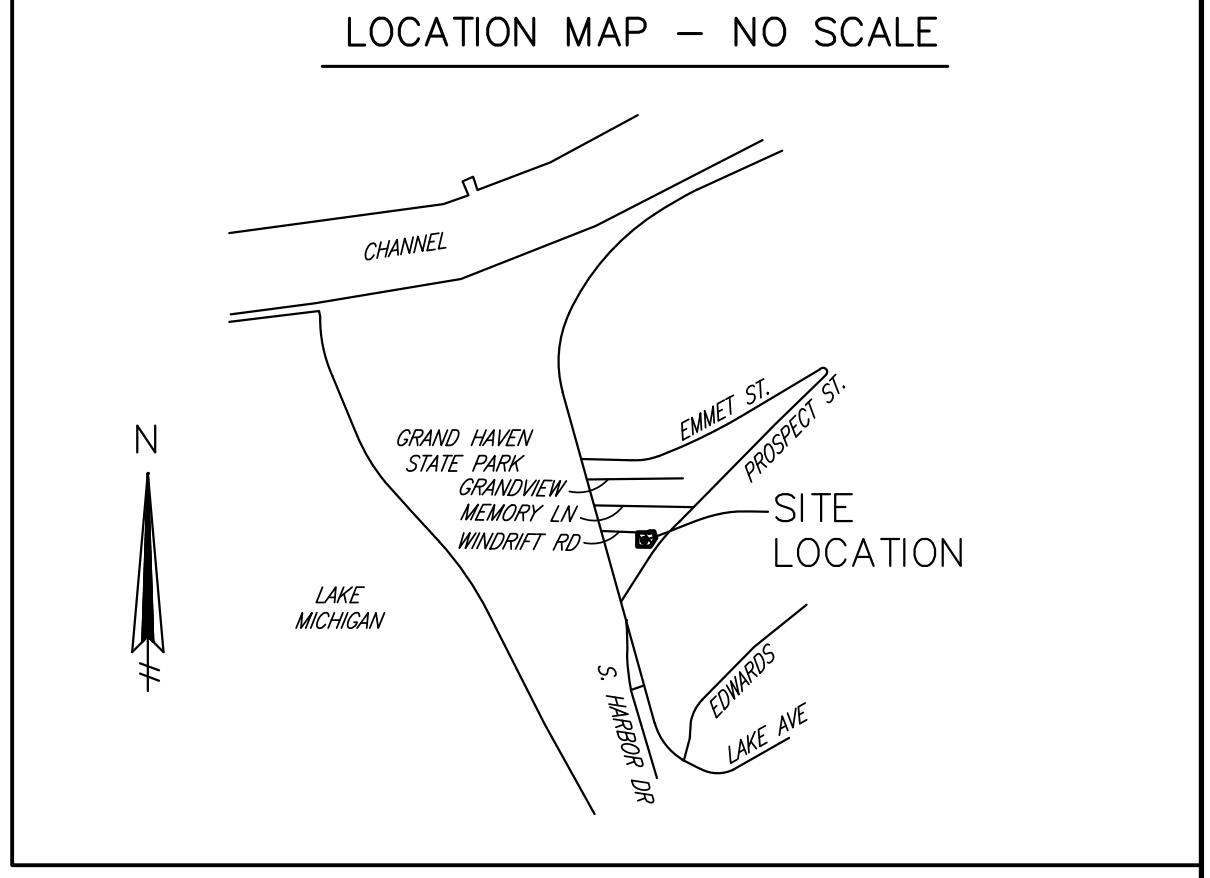 LOCATION MAP – NO SCALE
CHANNEL
EMMET ST.
PROSPECT ST.
N
GRAND HAVEN
STATE PARK
GRANDVIEW
MEMORY LN
WINDRIFT RD
SITE
LOCATION
LAKE
MICHIGAN
S. HARBOR DR
EDWARDS
LAKE AVE